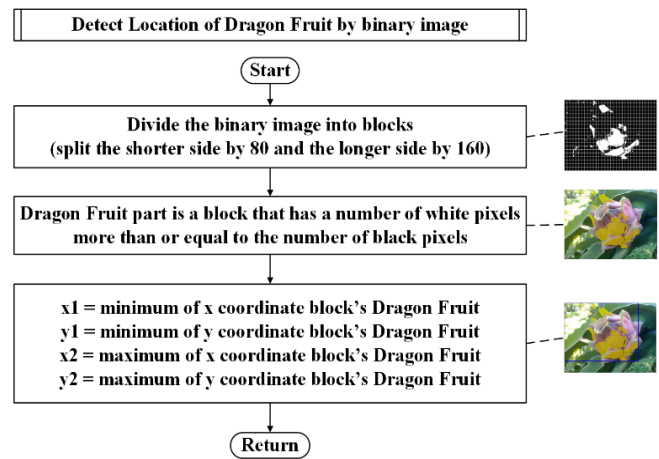 Detect Location of Dragon Fruit by binary image
Start
Divide the binary image into blocks
(split the shorter side by 80 and the longer side by 160)
Dragon Fruit part is a block that has a number of white pixels
more than or equal to the number of black pixels
x1 = minimum of x coordinate block's Dragon Fruit
y1 = minimum of y coordinate block's Dragon Fruit
x2 = maximum of x coordinate block's Dragon Fruit
y2 = maximum of y coordinate block's Dragon Fruit
Return